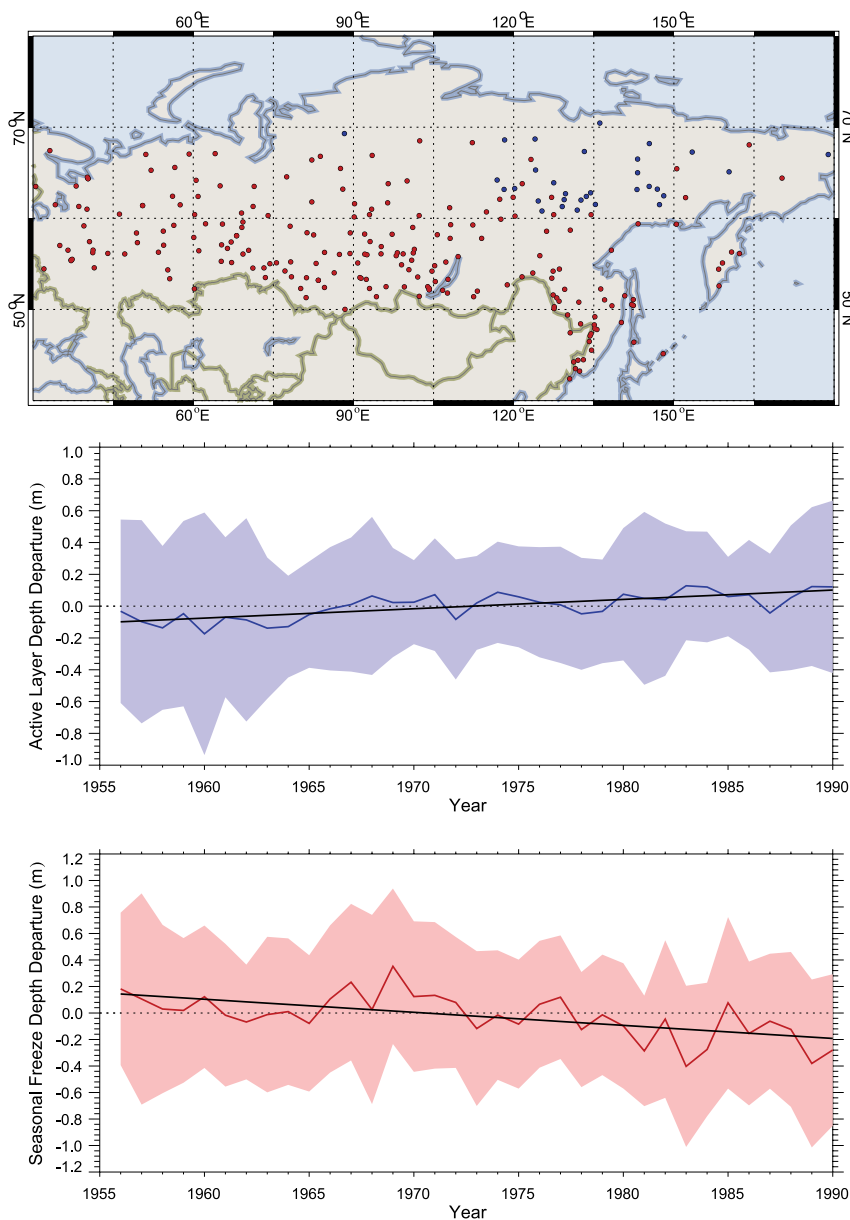 60°E 90°E 120°E 150°E
70°N 70°N
50°N 50°N
60°E 90°E 120°E 150°E
1.0
0.8
0.6
0.4
0.2
0.0
-0.2
-0.4
-0.6
-0.8
-1.0
Active Layer Depth Departure (m)
1955 1960 1965 1970 1975 1980 1985 1990
Year
1.2
1.0
0.8
0.6
0.4
0.2
0.0
-0.2
-0.4
-0.6
-0.8
-1.0
-1.2
Seasonal Freeze Depth Departure (m)
1955 1960 1965 1970 1975 1980 1985 1990
Year